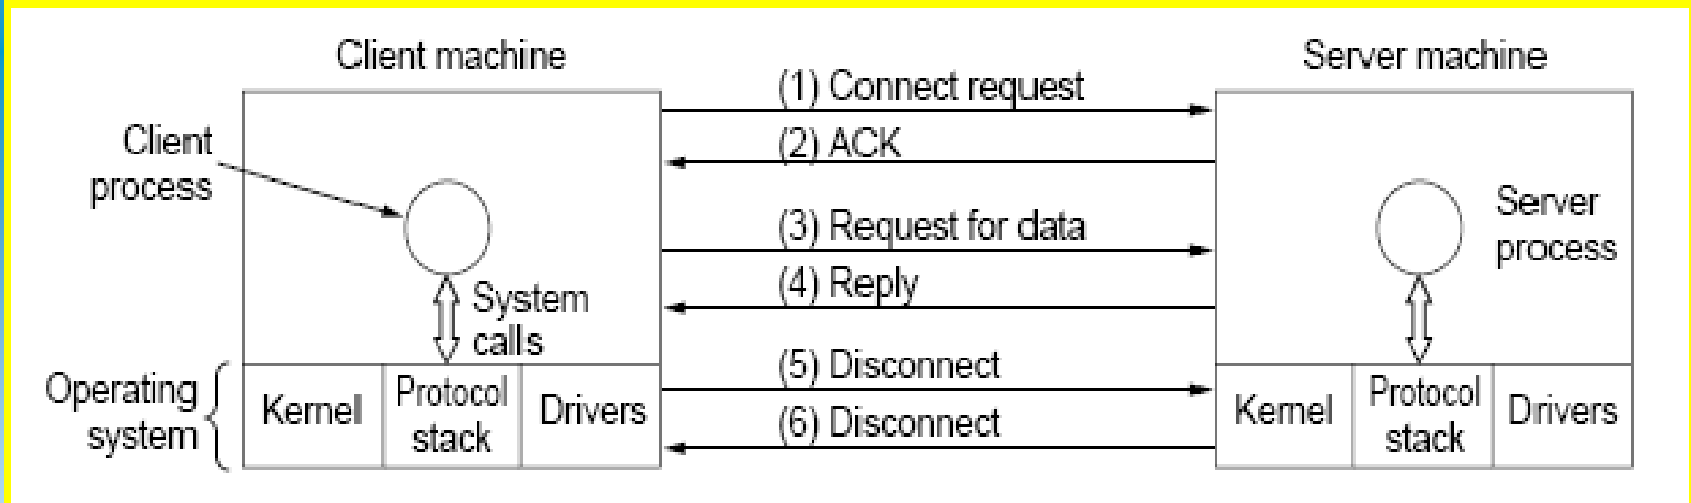 Client machine
Server machine
(1) Connect request
Client
process
(2) ACK
(3) Request for data
Server
process
(4) Reply
System
calls
(5) Disconnect
Operating
system
Kernel
Protocol
stack
Drivers
(6) Disconnect
Kernel
Protocol
stack
Drivers